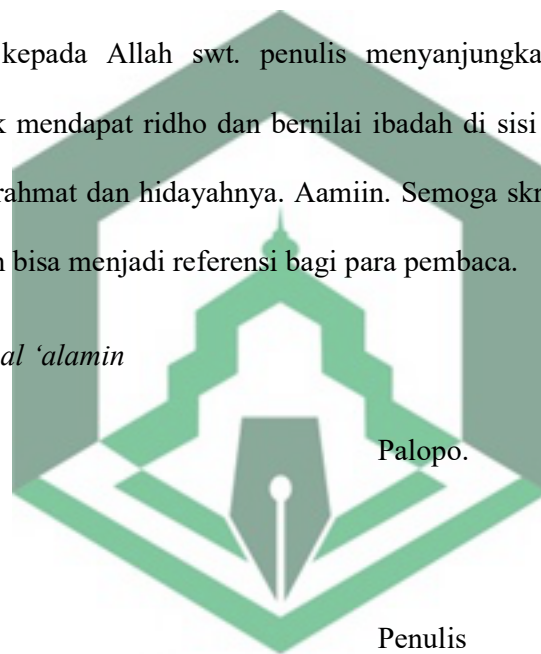 kepada Allah swt. penulis menyanjungka
mendapat ridho dan bernilai ibadah di sisi
rahmat dan hidayahnya. Aamiin. Semoga skr
bisa menjadi referensi bagi para pembaca.
al ‘alamin
Palopo.
Penulis